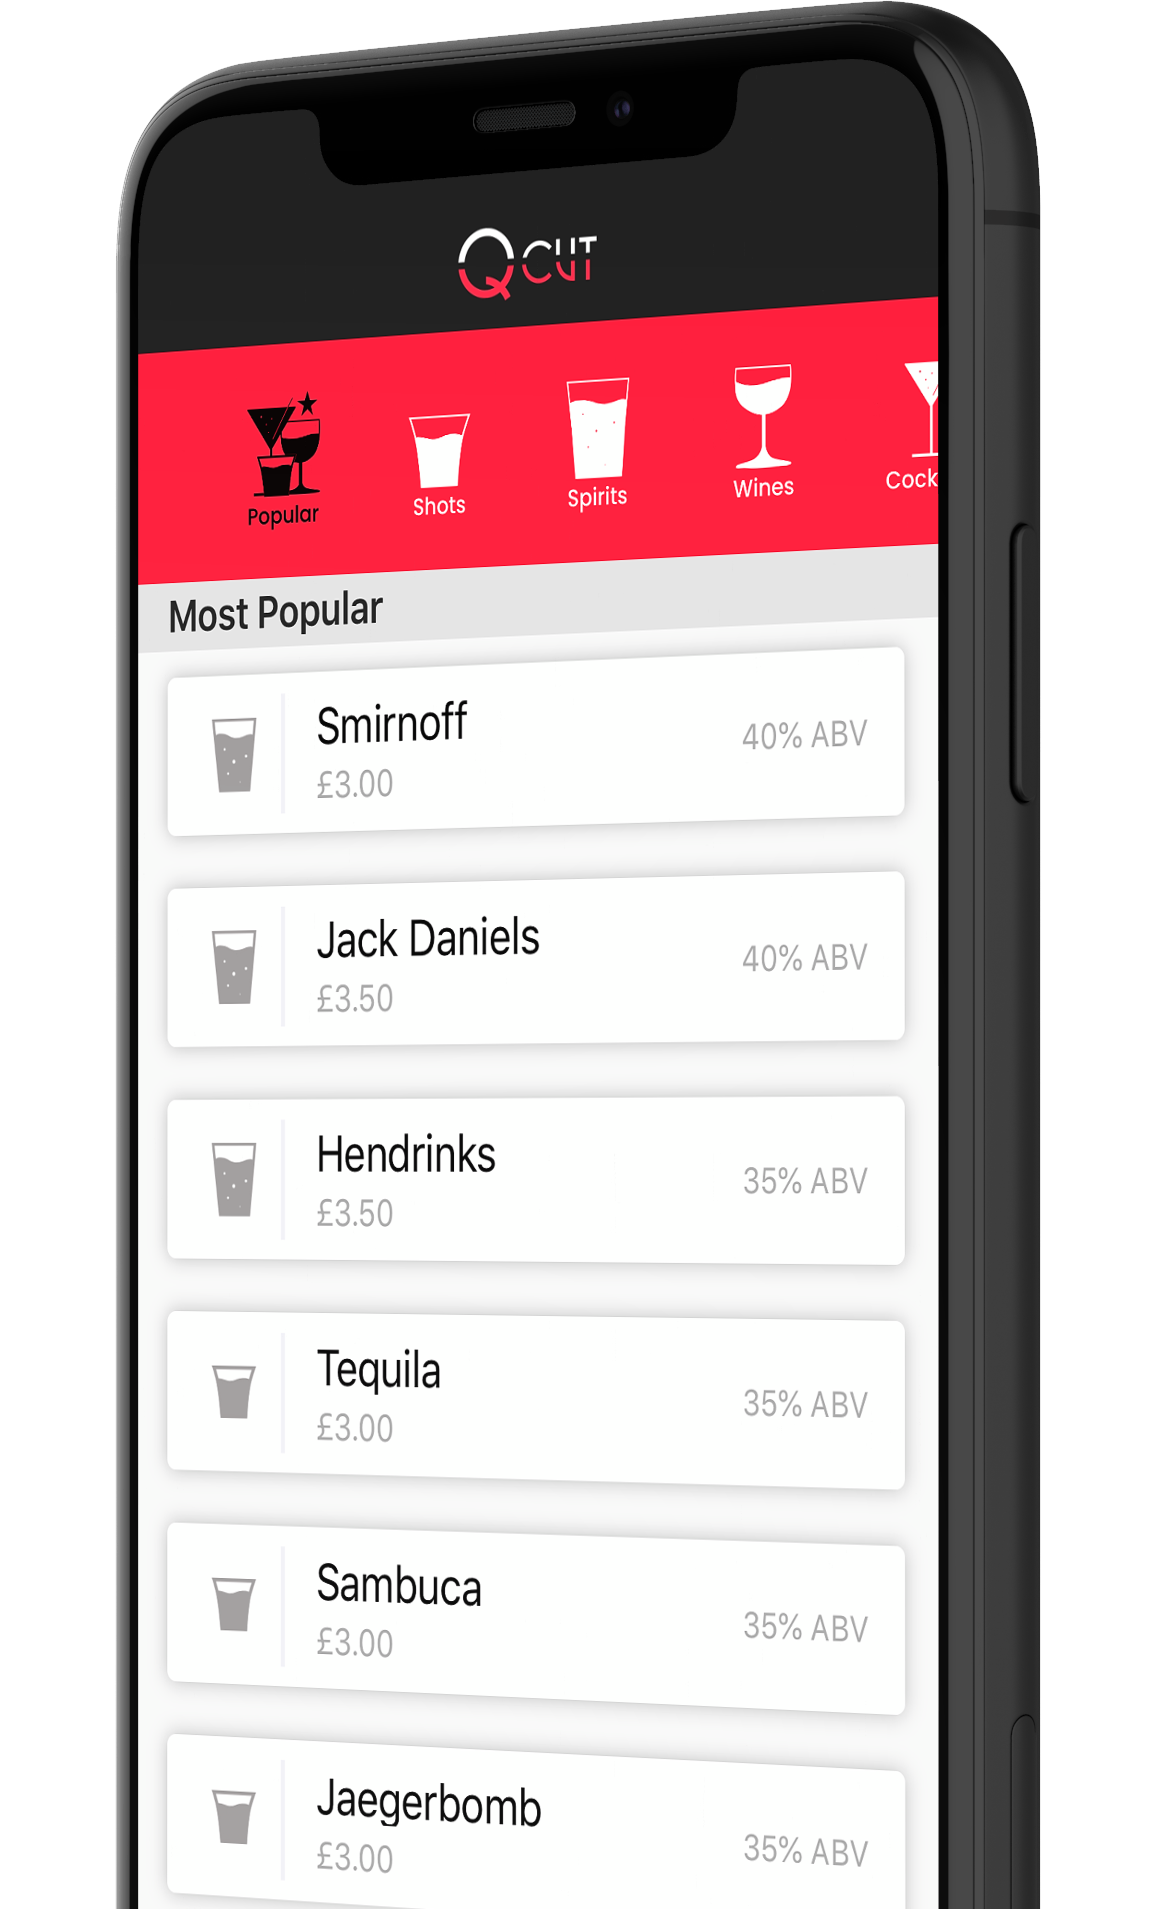 QCUT
Popular
Shots
Spirits
Wines
Cock
Most Popular
Smirnoff
£3.00
40% ABV
Jack Daniels
£3.50
40% ABV
Hendrinks
£3.50
35% ABV
Tequila
£3.00
35% ABV
Sambuca
£3.00
35% ABV
Jaegerbomb
£3.00
35% ABV